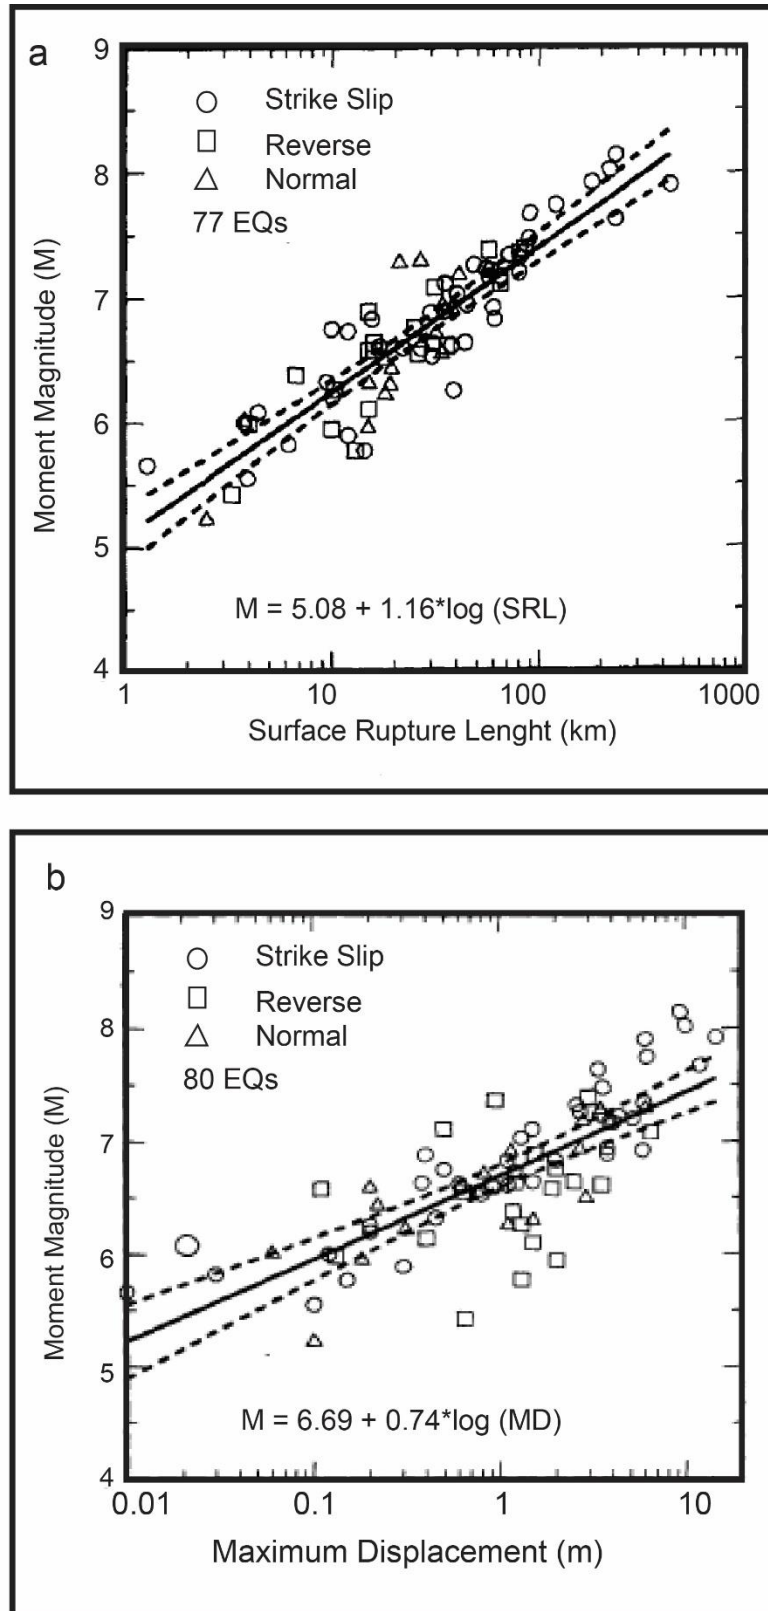 a
9
8
7
6
5
4
Moment Magnitude (M)
Strike Slip
Reverse
Normal
77 EQs
M = 5.08 + 1.16*log (SRL)
1 10 100 1000
Surface Rupture Lenght (km)
b
9
8
7
6
5
4
Moment Magnitude (M)
Strike Slip
Reverse
Normal
80 EQs
M = 6.69 + 0.74*log (MD)
0.01 0.1 1 10
Maximum Displacement (m)